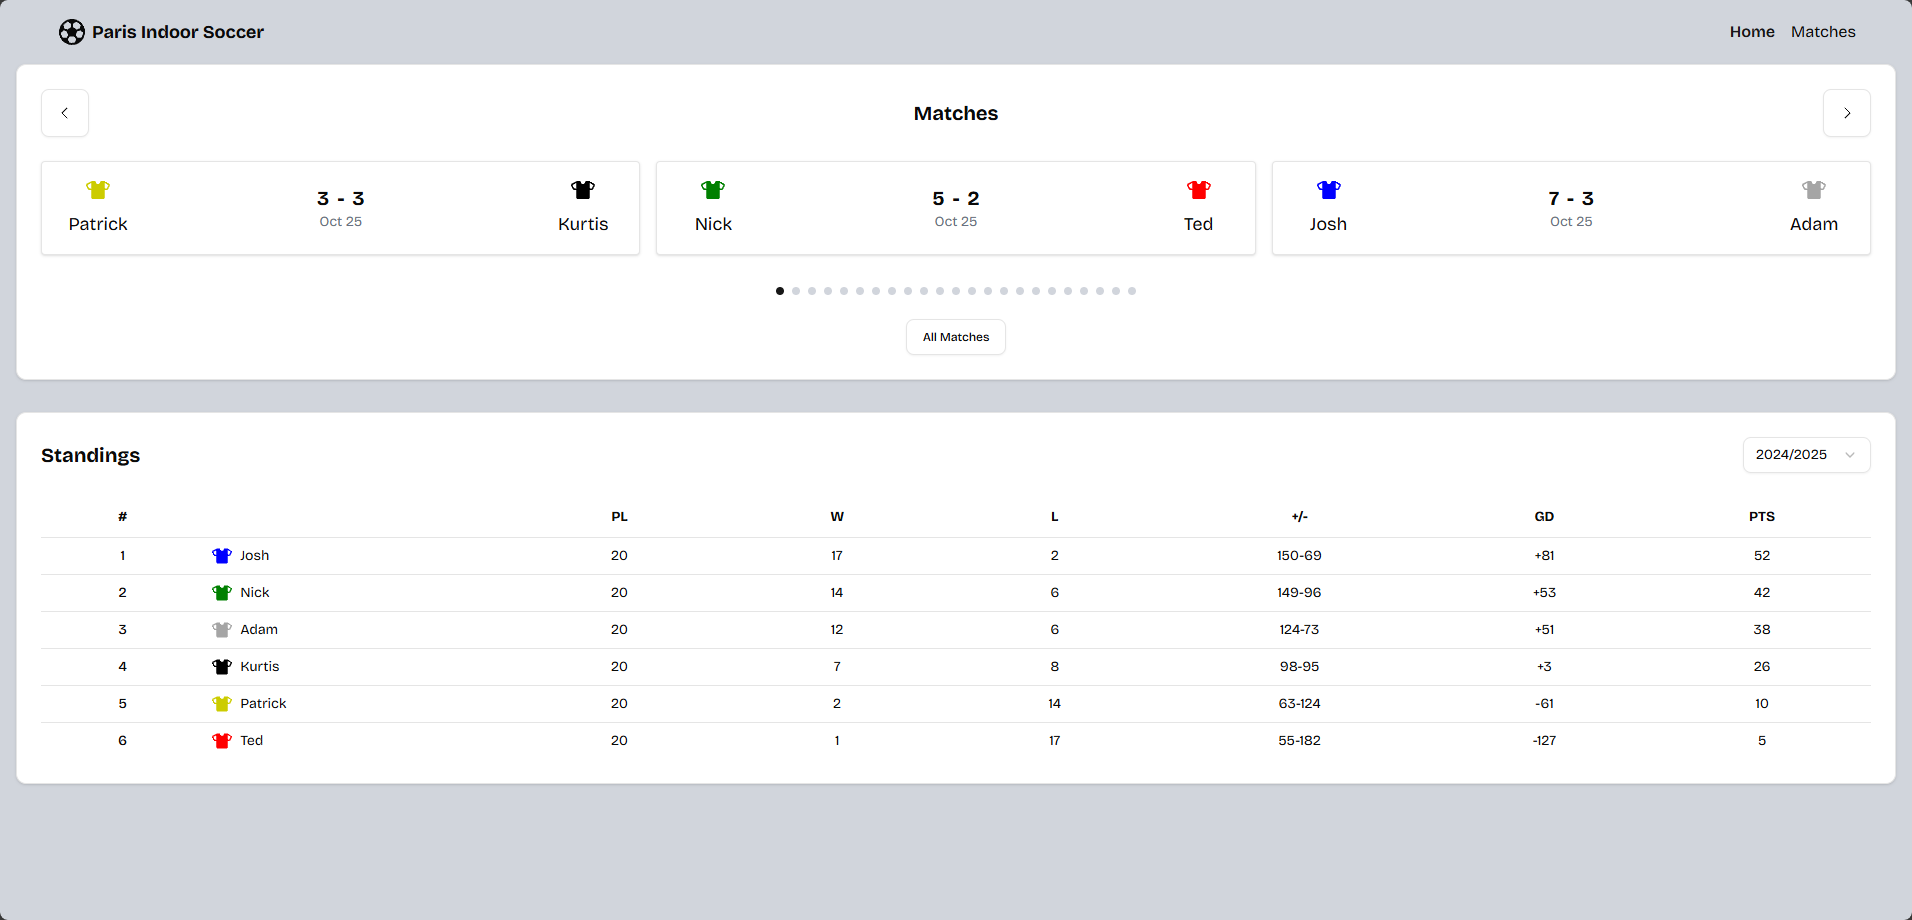 Paris Indoor Soccer Home Matches
Matches
3 - 3
Oct 25
Patrick Kurtis
5 - 2
Oct 25
Nick Ted
7 - 3
Oct 25
Josh Adam
All Matches
Standings 2024/2025
# PL W L +/- GD PTS
1 Josh 20 17 2 150-69 +81 52
2 Nick 20 14 6 149-96 +53 42
3 Adam 20 12 6 124-73 +51 38
4 Kurtis 20 7 8 98-95 +3 26
5 Patrick 20 2 14 63-124 -61 10
6 Ted 20 1 17 55-182 -127 5